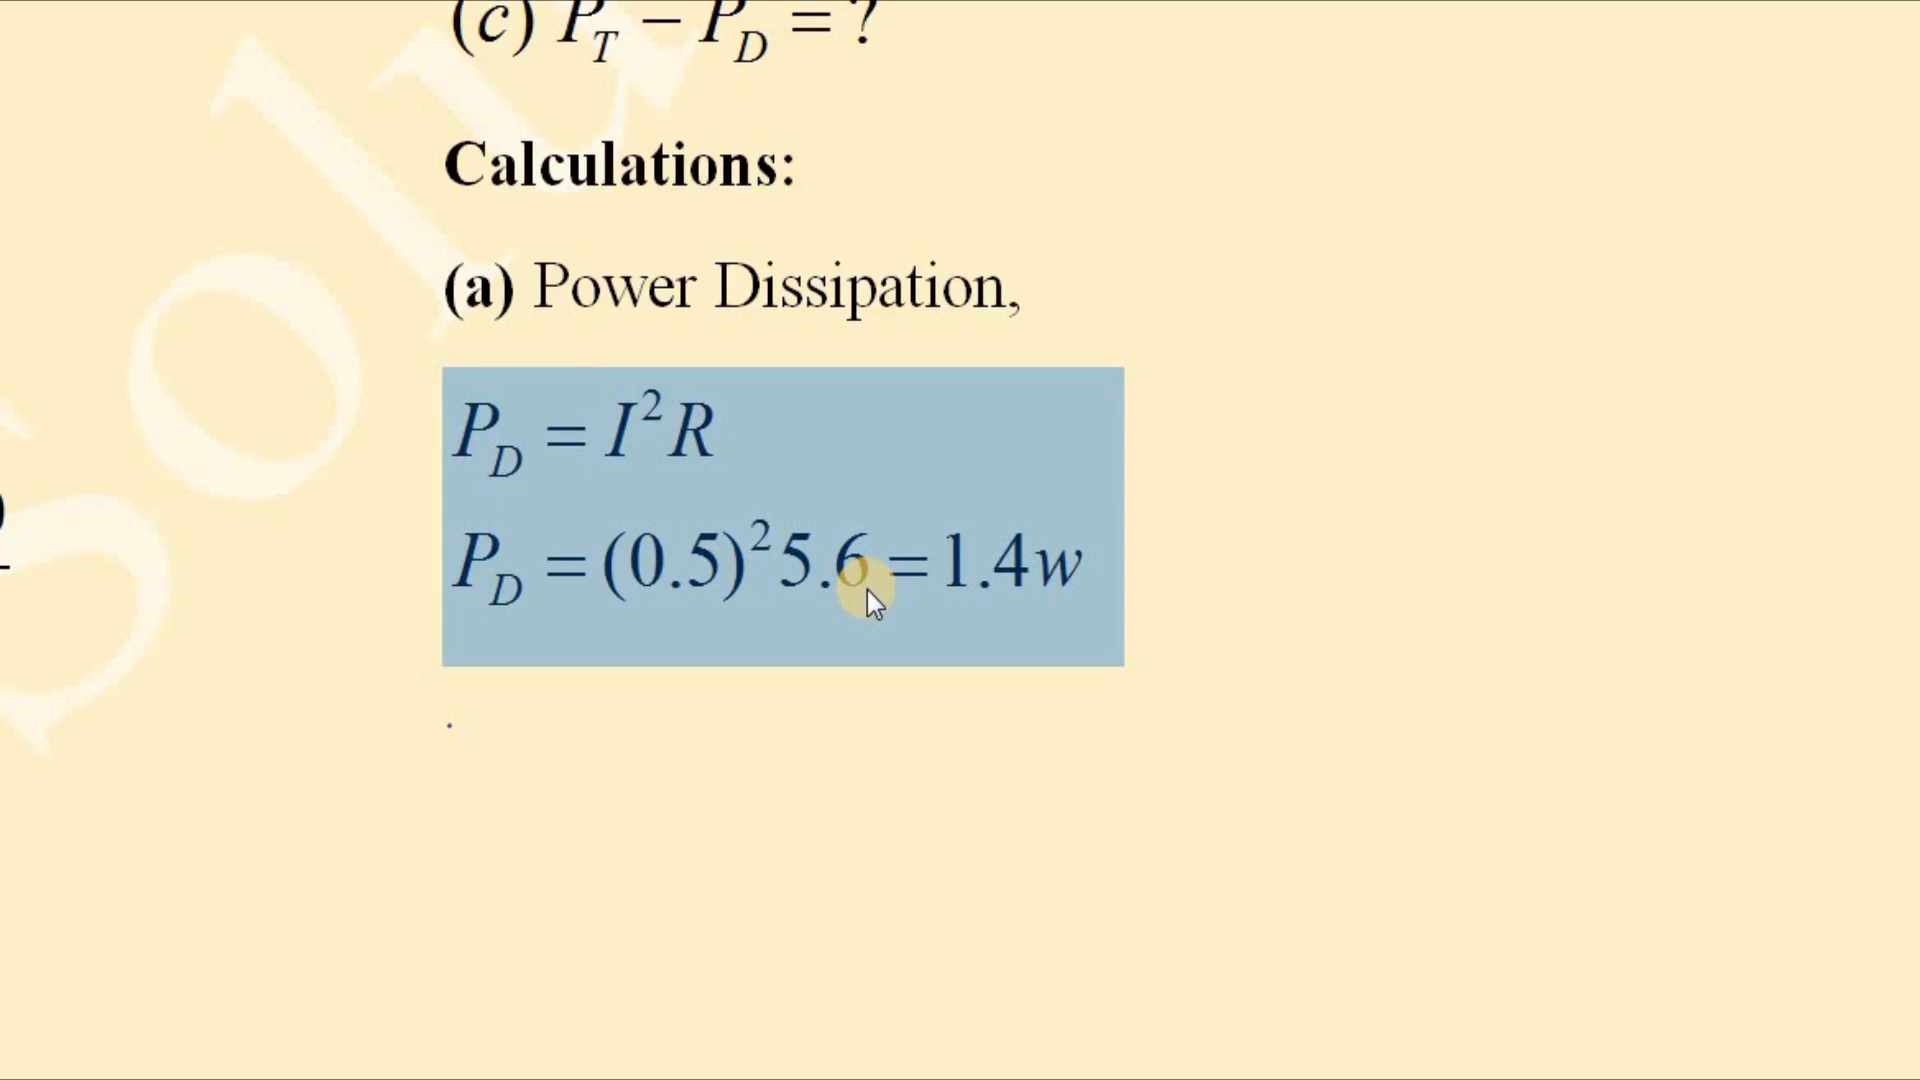 (c) P_T − P_D = ?
Calculations:
(a) Power Dissipation,
P_D = I²R
P_D = (0.5)² 5.6 = 1.4w
.